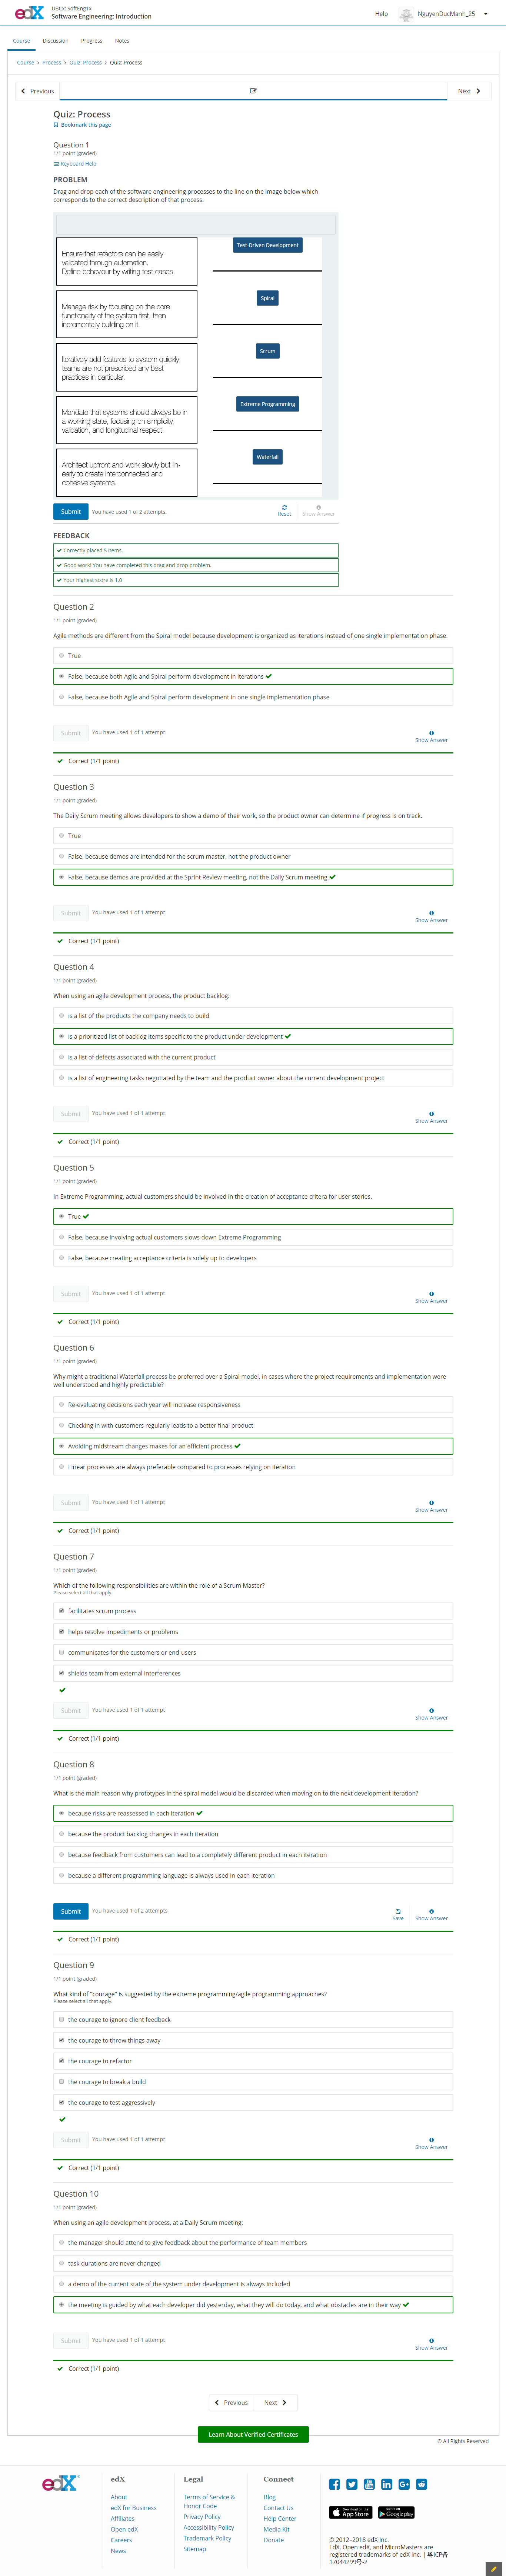 edX
UBCx: SoftEng1x
Software Engineering: Introduction
Help
NguyenDucManh_25
Course
Discussion
Progress
Notes
Course › Process › Quiz: Process › Quiz: Process
Previous
Next
Quiz: Process
Bookmark this page
Question 1
1/1 point (graded)
Keyboard Help
PROBLEM
Drag and drop each of the software engineering processes to the line on the image below which
corresponds to the correct description of that process.
Ensure that refactors can be easily
validated through automation.
Define behaviour by writing test cases.
Test-Driven Development
Manage risk by focusing on the core
functionality of the system first, then
incrementally building on it.
Spiral
Iteratively add features to system quickly;
teams are not prescribed any best
practices in particular.
Scrum
Mandate that systems should always be in
a working state, focusing on simplicity,
validation, and longitudinal respect.
Extreme Programming
Architect upfront and work slowly but lin-
early to create interconnected and
cohesive systems.
Waterfall
Submit
You have used 1 of 2 attempts.
Reset
Show Answer
FEEDBACK
Correctly placed 5 items.
Good work! You have completed this drag and drop problem.
Your highest score is 1.0
Question 2
1/1 point (graded)
Agile methods are different from the Spiral model because development is organized as iterations instead of one single implementation phase.
True
False, because both Agile and Spiral perform development in iterations
False, because both Agile and Spiral perform development in one single implementation phase
Submit
You have used 1 of 1 attempt
Show Answer
Correct (1/1 point)
Question 3
1/1 point (graded)
The Daily Scrum meeting allows developers to show a demo of their work, so the product owner can determine if progress is on track.
True
False, because demos are intended for the scrum master, not the product owner
False, because demos are provided at the Sprint Review meeting, not the Daily Scrum meeting
Submit
You have used 1 of 1 attempt
Show Answer
Correct (1/1 point)
Question 4
1/1 point (graded)
When using an agile development process, the product backlog:
is a list of the products the company needs to build
is a prioritized list of backlog items specific to the product under development
is a list of defects associated with the current product
is a list of engineering tasks negotiated by the team and the product owner about the current development project
Submit
You have used 1 of 1 attempt
Show Answer
Correct (1/1 point)
Question 5
1/1 point (graded)
In Extreme Programming, actual customers should be involved in the creation of acceptance critera for user stories.
True
False, because involving actual customers slows down Extreme Programming
False, because creating acceptance criteria is solely up to developers
Submit
You have used 1 of 1 attempt
Show Answer
Correct (1/1 point)
Question 6
1/1 point (graded)
Why might a traditional Waterfall process be preferred over a Spiral model, in cases where the project requirements and implementation were
well understood and highly predictable?
Re-evaluating decisions each year will increase responsiveness
Checking in with customers regularly leads to a better final product
Avoiding midstream changes makes for an efficient process
Linear processes are always preferable compared to processes relying on iteration
Submit
You have used 1 of 1 attempt
Show Answer
Correct (1/1 point)
Question 7
1/1 point (graded)
Which of the following responsibilities are within the role of a Scrum Master?
Please select all that apply.
facilitates scrum process
helps resolve impediments or problems
communicates for the customers or end-users
shields team from external interferences
Submit
You have used 1 of 1 attempt
Show Answer
Correct (1/1 point)
Question 8
1/1 point (graded)
What is the main reason why prototypes in the spiral model would be discarded when moving on to the next development iteration?
because risks are reassessed in each iteration
because the product backlog changes in each iteration
because feedback from customers can lead to a completely different product in each iteration
because a different programming language is always used in each iteration
Submit
You have used 1 of 2 attempts
Save
Show Answer
Correct (1/1 point)
Question 9
1/1 point (graded)
What kind of "courage" is suggested by the extreme programming/agile programming approaches?
Please select all that apply.
the courage to ignore client feedback
the courage to throw things away
the courage to refactor
the courage to break a build
the courage to test aggressively
Submit
You have used 1 of 1 attempt
Show Answer
Correct (1/1 point)
Question 10
1/1 point (graded)
When using an agile development process, at a Daily Scrum meeting:
the manager should attend to give feedback about the performance of team members
task durations are never changed
a demo of the current state of the system under development is always included
the meeting is guided by what each developer did yesterday, what they will do today, and what obstacles are in their way
Submit
You have used 1 of 1 attempt
Show Answer
Correct (1/1 point)
Previous
Next
Learn About Verified Certificates
© All Rights Reserved
edX
edX
About
edX for Business
Affiliates
Open edX
Careers
News
Legal
Terms of Service &
Honor Code
Privacy Policy
Accessibility Policy
Trademark Policy
Sitemap
Connect
Blog
Contact Us
Help Center
Media Kit
Donate
Download on the
App Store
Google play
© 2012–2018 edX Inc.
EdX, Open edX, and MicroMasters are
registered trademarks of edX Inc. | 粤ICP备
17044299号-2